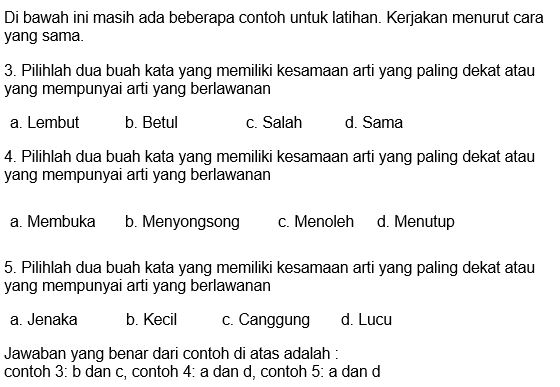 Di bawah ini masih ada beberapa contoh untuk latihan. Kerjakan menurut cara
yang sama.
3. Pilihlah dua buah kata yang memiliki kesamaan arti yang paling dekat atau
yang mempunyai arti yang berlawanan
a. Lembut b. Betul c. Salah d. Sama
4. Pilihlah dua buah kata yang memiliki kesamaan arti yang paling dekat atau
yang mempunyai arti yang berlawanan
a. Membuka b. Menyongsong c. Menoleh d. Menutup
5. Pilihlah dua buah kata yang memiliki kesamaan arti yang paling dekat atau
yang mempunyai arti yang berlawanan
a. Jenaka b. Kecil c. Canggung d. Lucu
Jawaban yang benar dari contoh di atas adalah :
contoh 3: b dan c, contoh 4: a dan d, contoh 5: a dan d